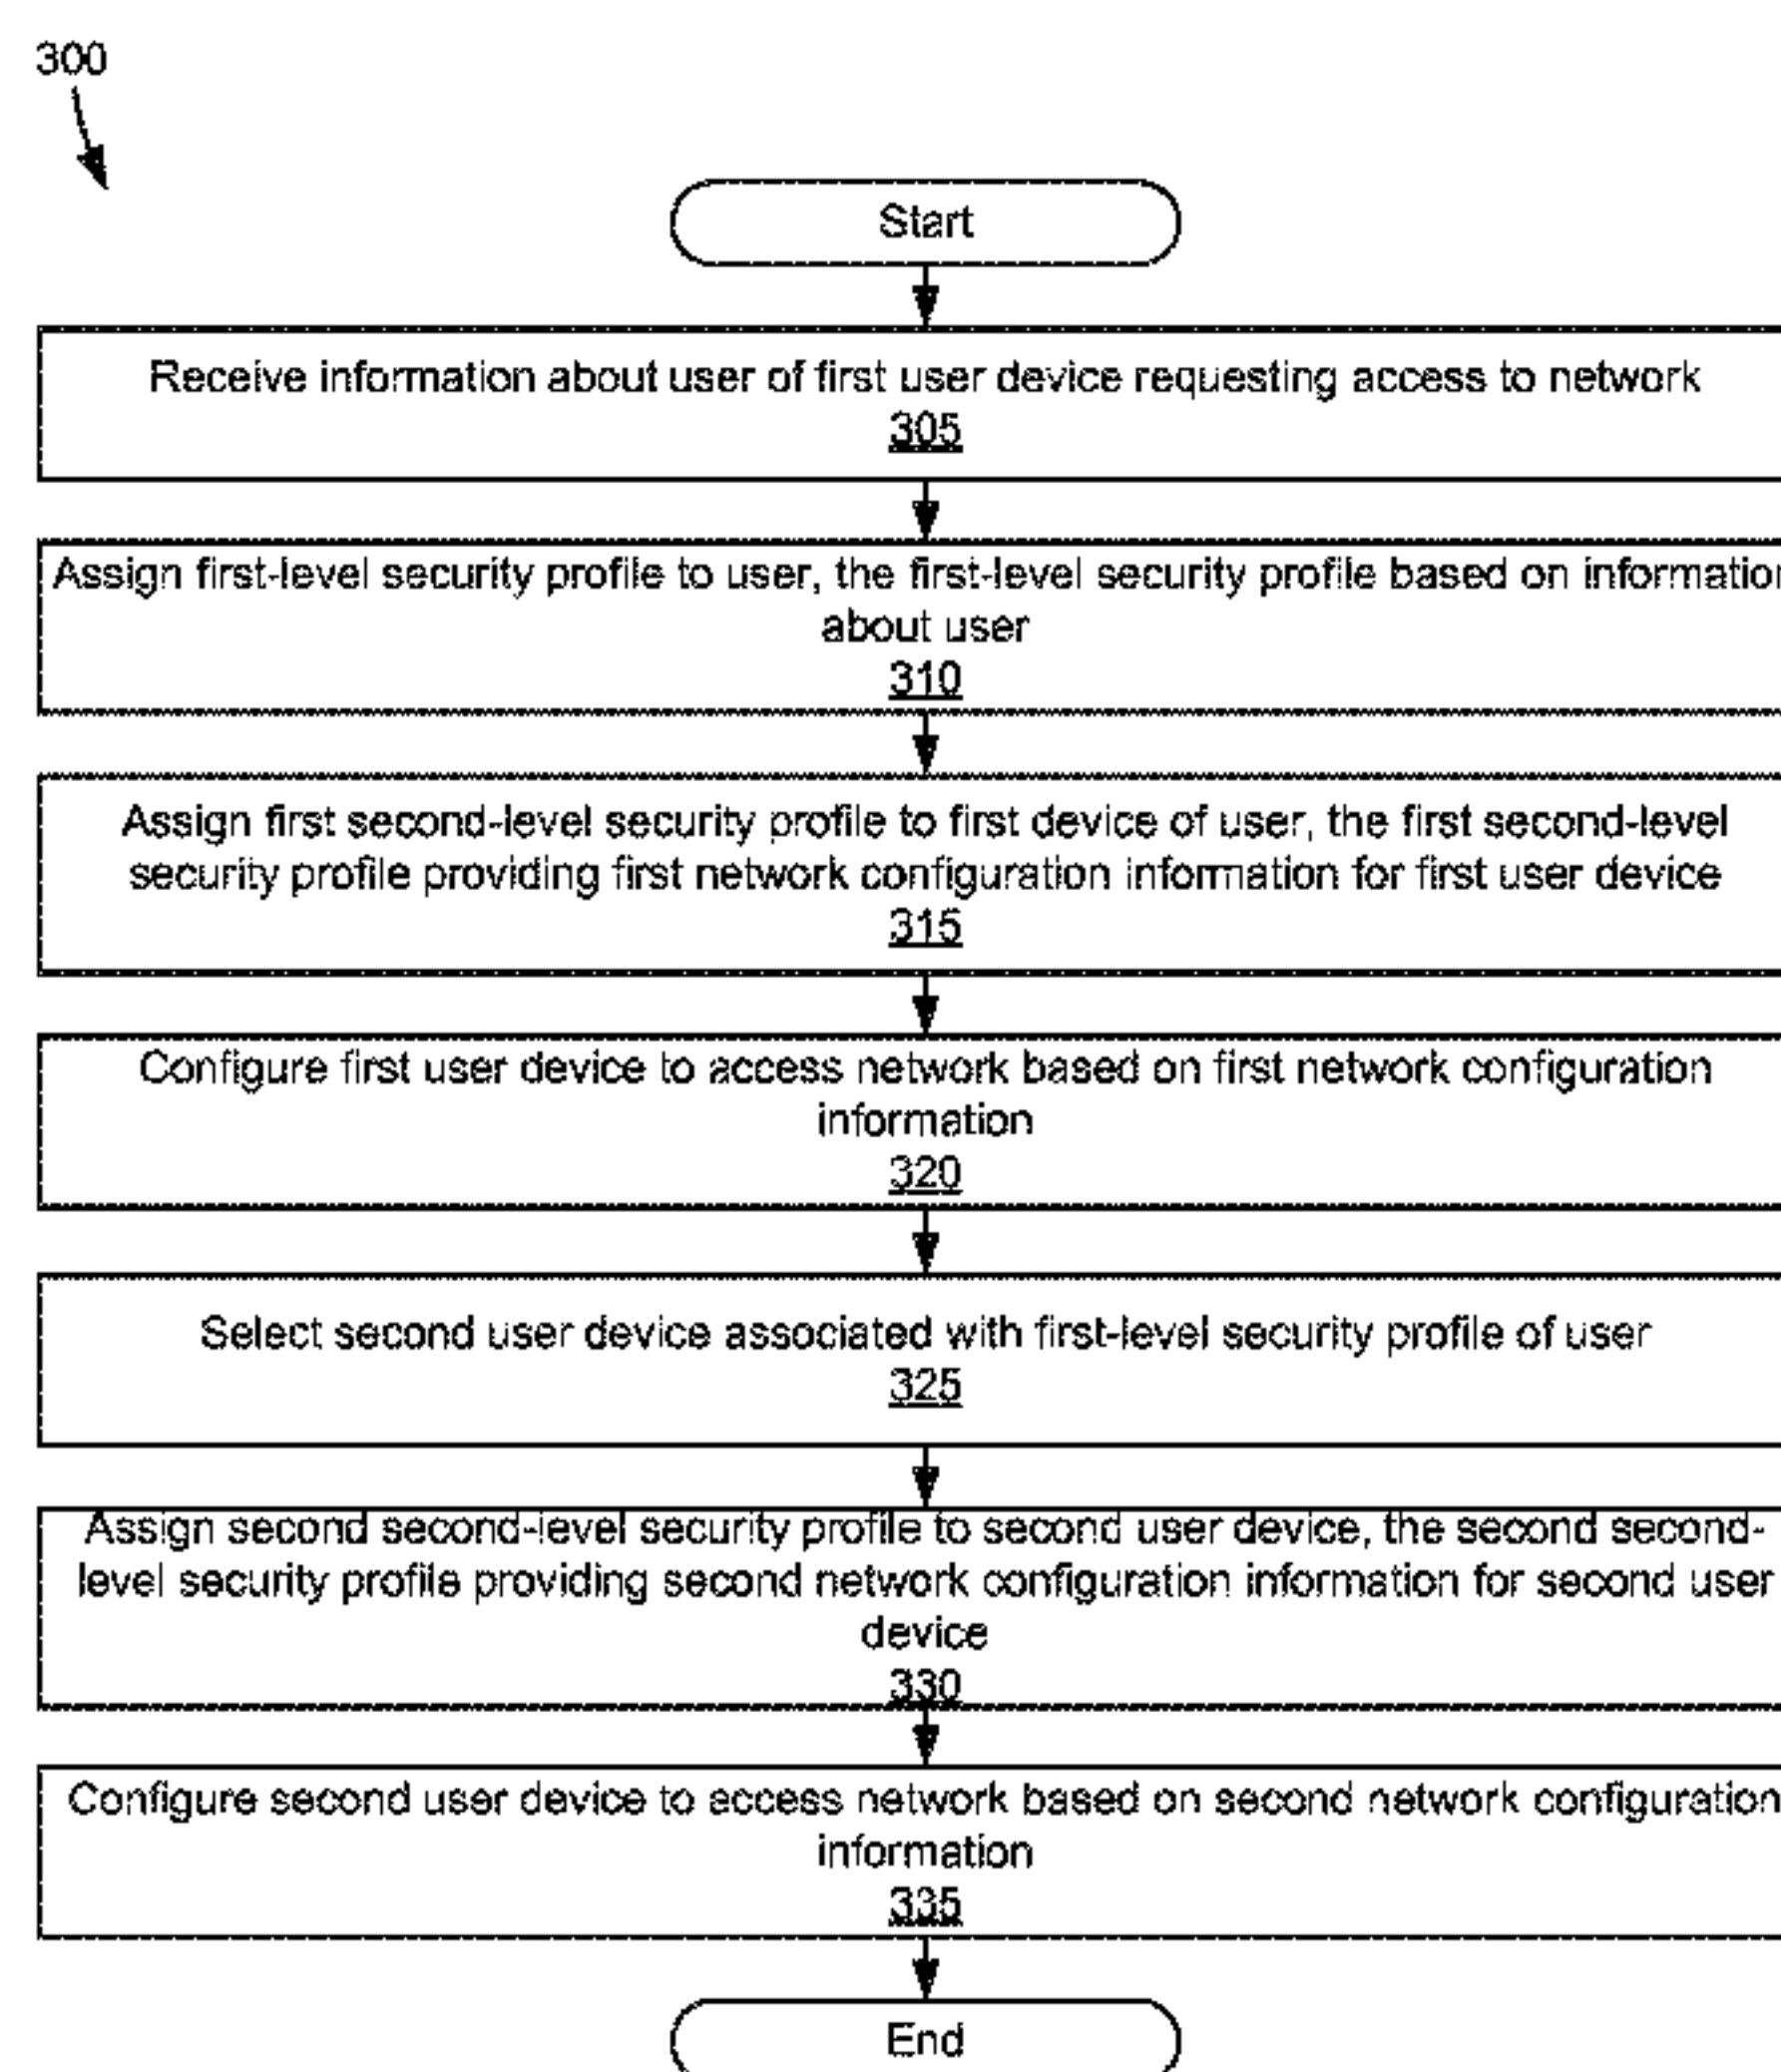 300
Start
Receive information about user of first user device requesting access to network
305
Assign first-level security profile to user, the first-level security profile based on information
about user
310
Assign first second-level security profile to first device of user, the first second-level
security profile providing first network configuration information for first user device
315
Configure first user device to access network based on first network configuration
information
320
Select second user device associated with first-level security profile of user
325
Assign second second-level security profile to second user device, the second second-
level security profile providing second network configuration information for second user
device
330
Configure second user device to access network based on second network configuration
information
335
End